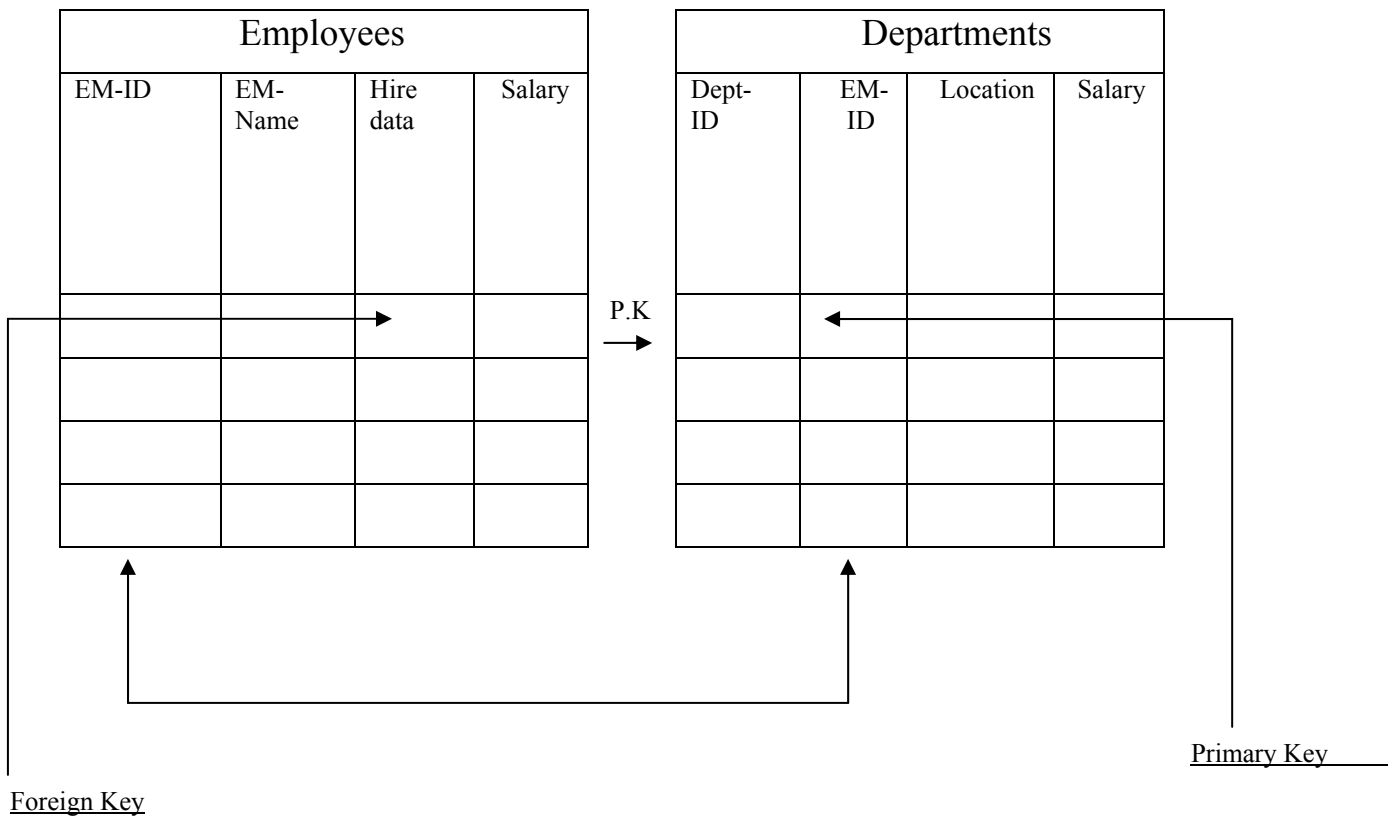 Employees
Departments
EM-ID
EM-
Name
Hire
data
Salary
Dept-
ID
EM-
ID
Location
Salary
P.K
Primary Key
Foreign Key